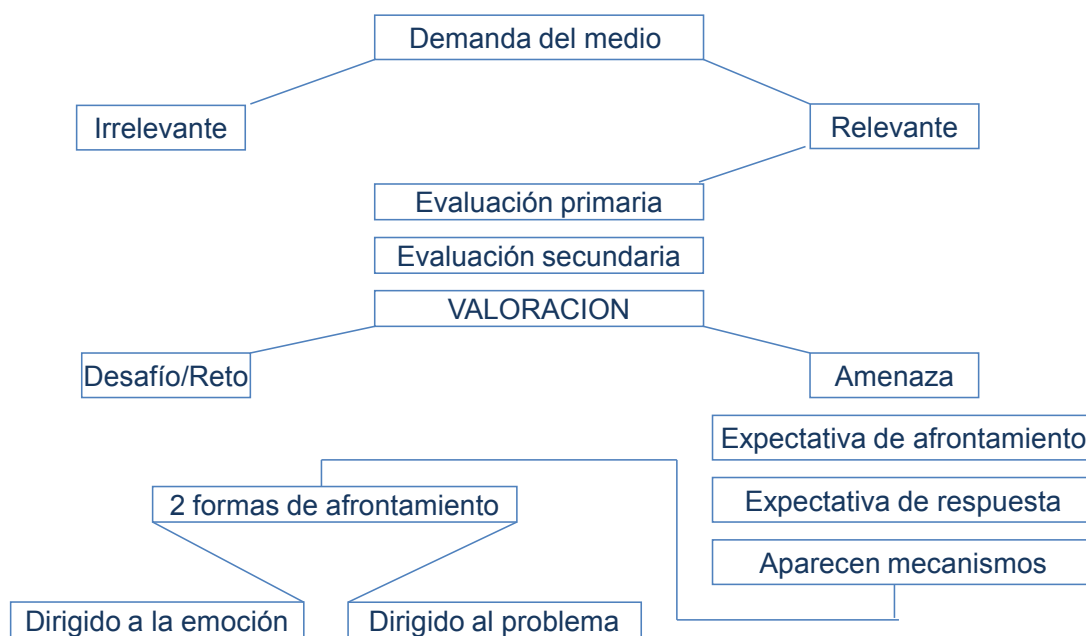 Demanda del medio
Irrelevante
Relevante
Evaluación primaria
Evaluación secundaria
VALORACION
Desafío/Reto
Amenaza
Expectativa de afrontamiento
2 formas de afrontamiento
Expectativa de respuesta
Aparecen mecanismos
Dirigido a la emoción
Dirigido al problema